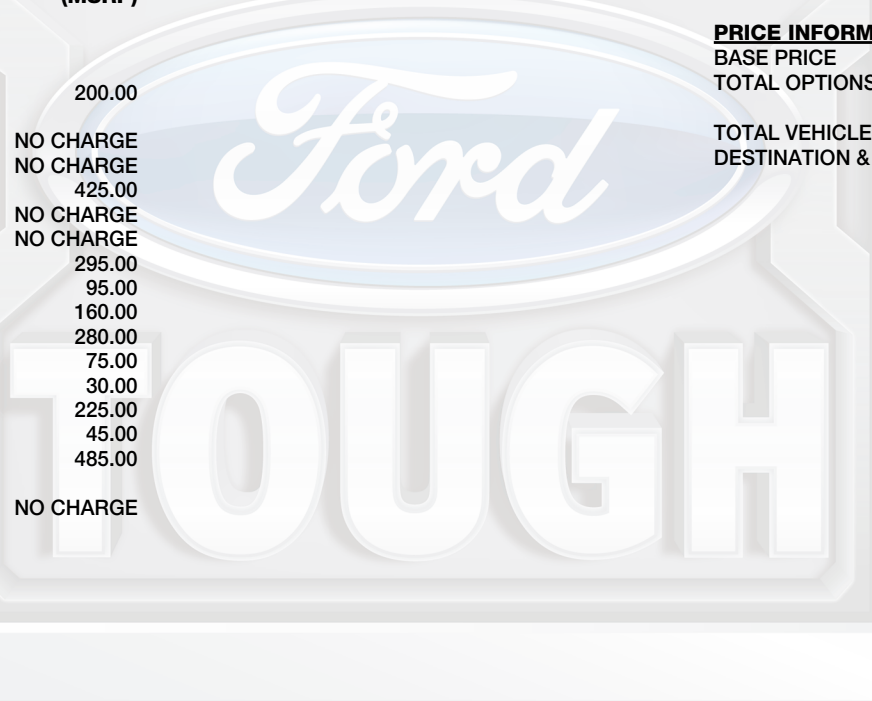 (MSRP)
200.00
NO CHARGE
NO CHARGE
425.00
NO CHARGE
NO CHARGE
295.00
95.00
160.00
280.00
75.00
30.00
225.00
45.00
485.00
NO CHARGE
PRICE INFORM
BASE PRICE
TOTAL OPTIONS
TOTAL VEHICLE
DESTINATION &
Ford
TOUGH